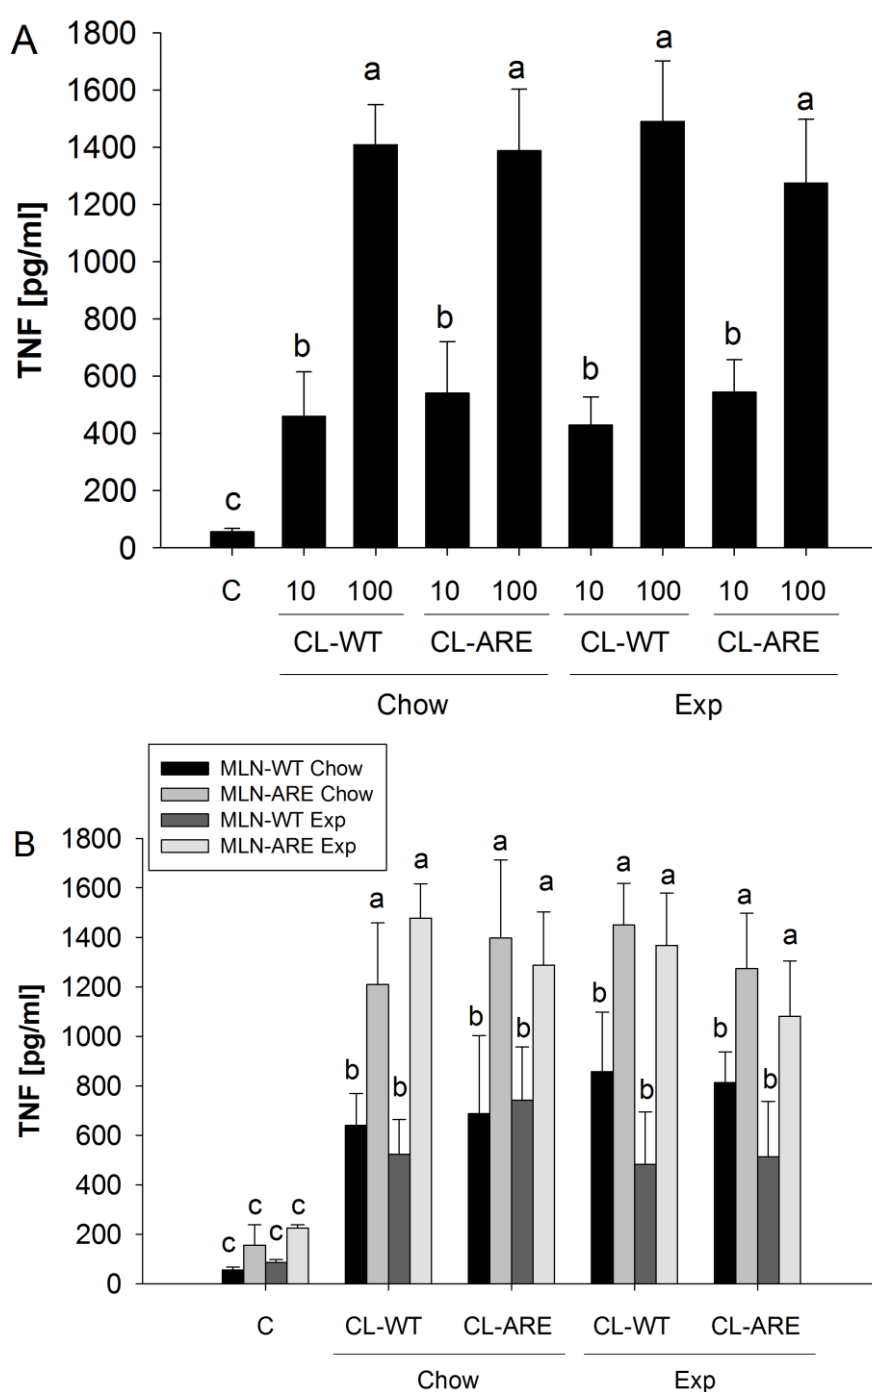 A
TNF [pg/ml]
1800
1600
1400
1200
1000
800
600
400
200
0
c b a b a b a b a
C 10 100 10 100 10 100 10 100
CL-WT CL-ARE CL-WT CL-ARE
Chow Exp
B
MLN-WT Chow
MLN-ARE Chow
MLN-WT Exp
MLN-ARE Exp
TNF [pg/ml]
1800
1600
1400
1200
1000
800
600
400
200
0
c c c c b a b a b a b a b a b a b a b a
C CL-WT CL-ARE CL-WT CL-ARE
Chow Exp